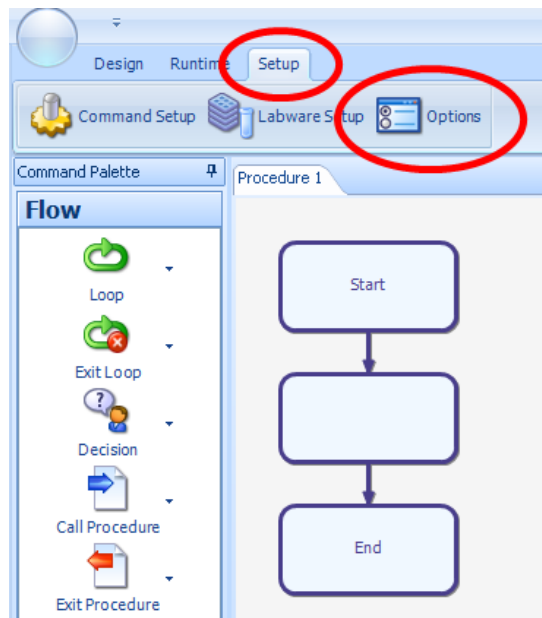 Design Runtime Setup
Command Setup Labware Setup Options
Command Palette
Procedure 1
Flow
Loop
Exit Loop
Decision
Call Procedure
Exit Procedure
Start
End